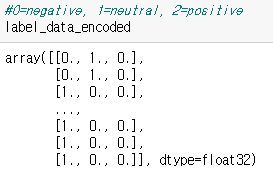 #0=negative, 1=neutral, 2=positive
label_data_encoded
array([[0., 1., 0.],
[0., 1., 0.],
[1., 0., 0.],
...,
[1., 0., 0.],
[1., 0., 0.],
[1., 0., 0.]], dtype=float32)